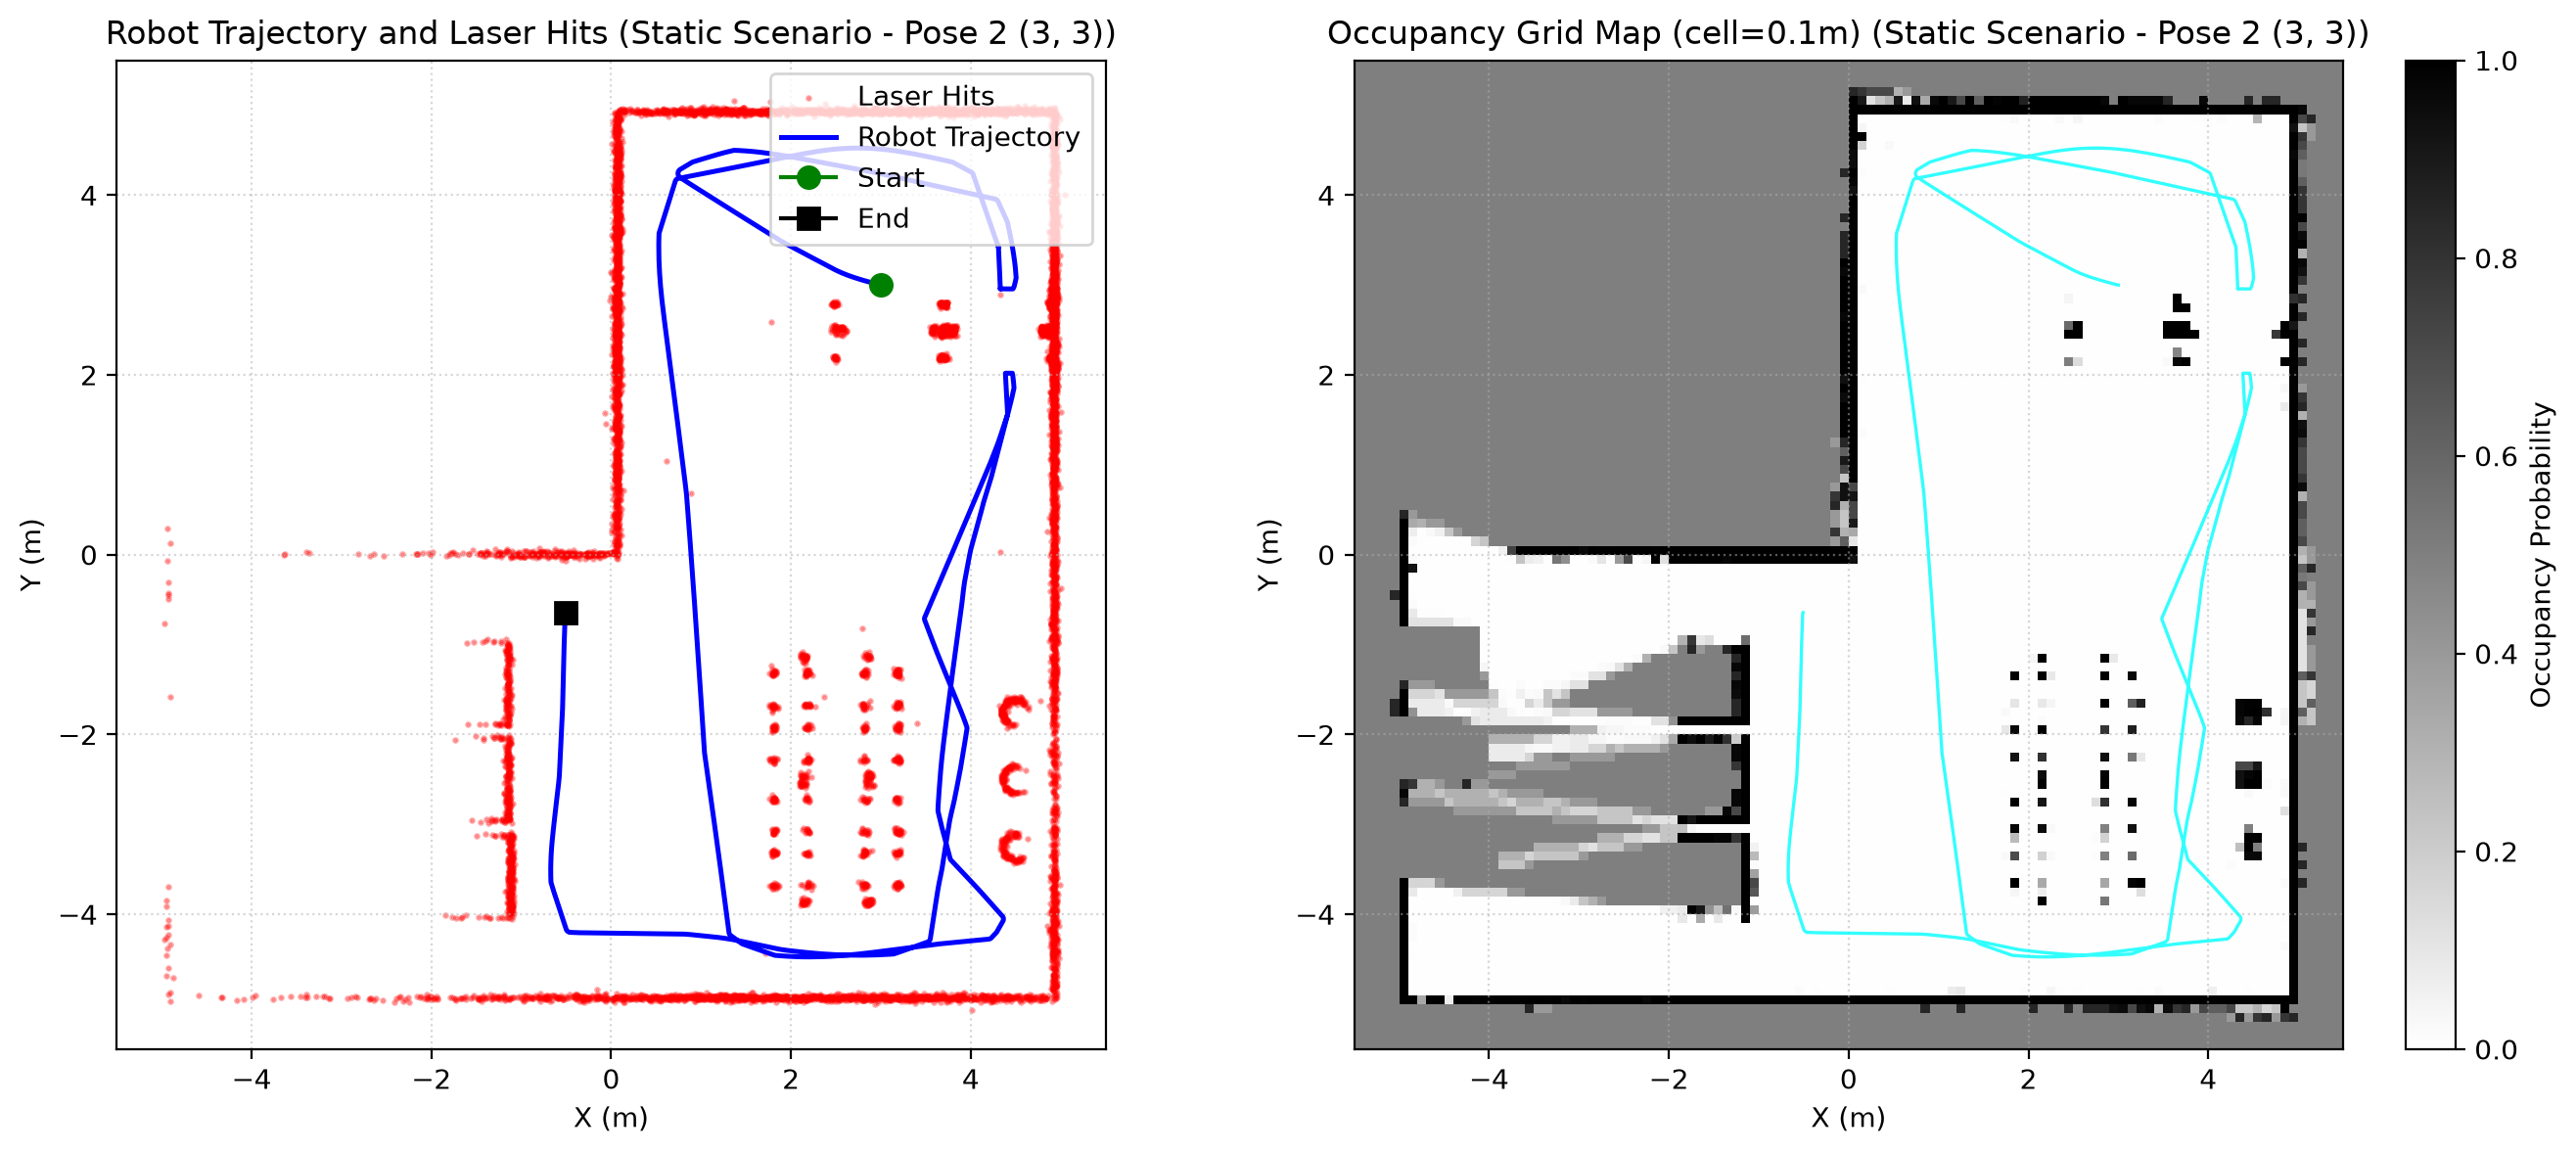 Robot Trajectory and Laser Hits (Static Scenario - Pose 2 (3, 3))
Laser Hits
Robot Trajectory
Start
End
4
2
0
−2
−4
Y (m)
−4
−2
0
2
4
X (m)
Occupancy Grid Map (cell=0.1m) (Static Scenario - Pose 2 (3, 3))
4
2
0
−2
−4
Y (m)
−4
−2
0
2
4
X (m)
1.0
0.8
0.6
0.4
0.2
0.0
Occupancy Probability